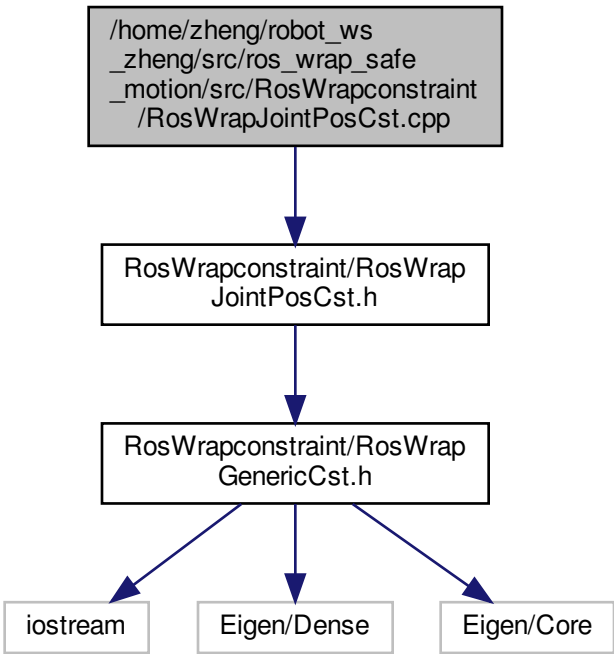 /home/zheng/robot_ws
_zheng/src/ros_wrap_safe
_motion/src/RosWrapconstraint
/RosWrapJointPosCst.cpp
RosWrapconstraint/RosWrap
JointPosCst.h
RosWrapconstraint/RosWrap
GenericCst.h
iostream
Eigen/Dense
Eigen/Core